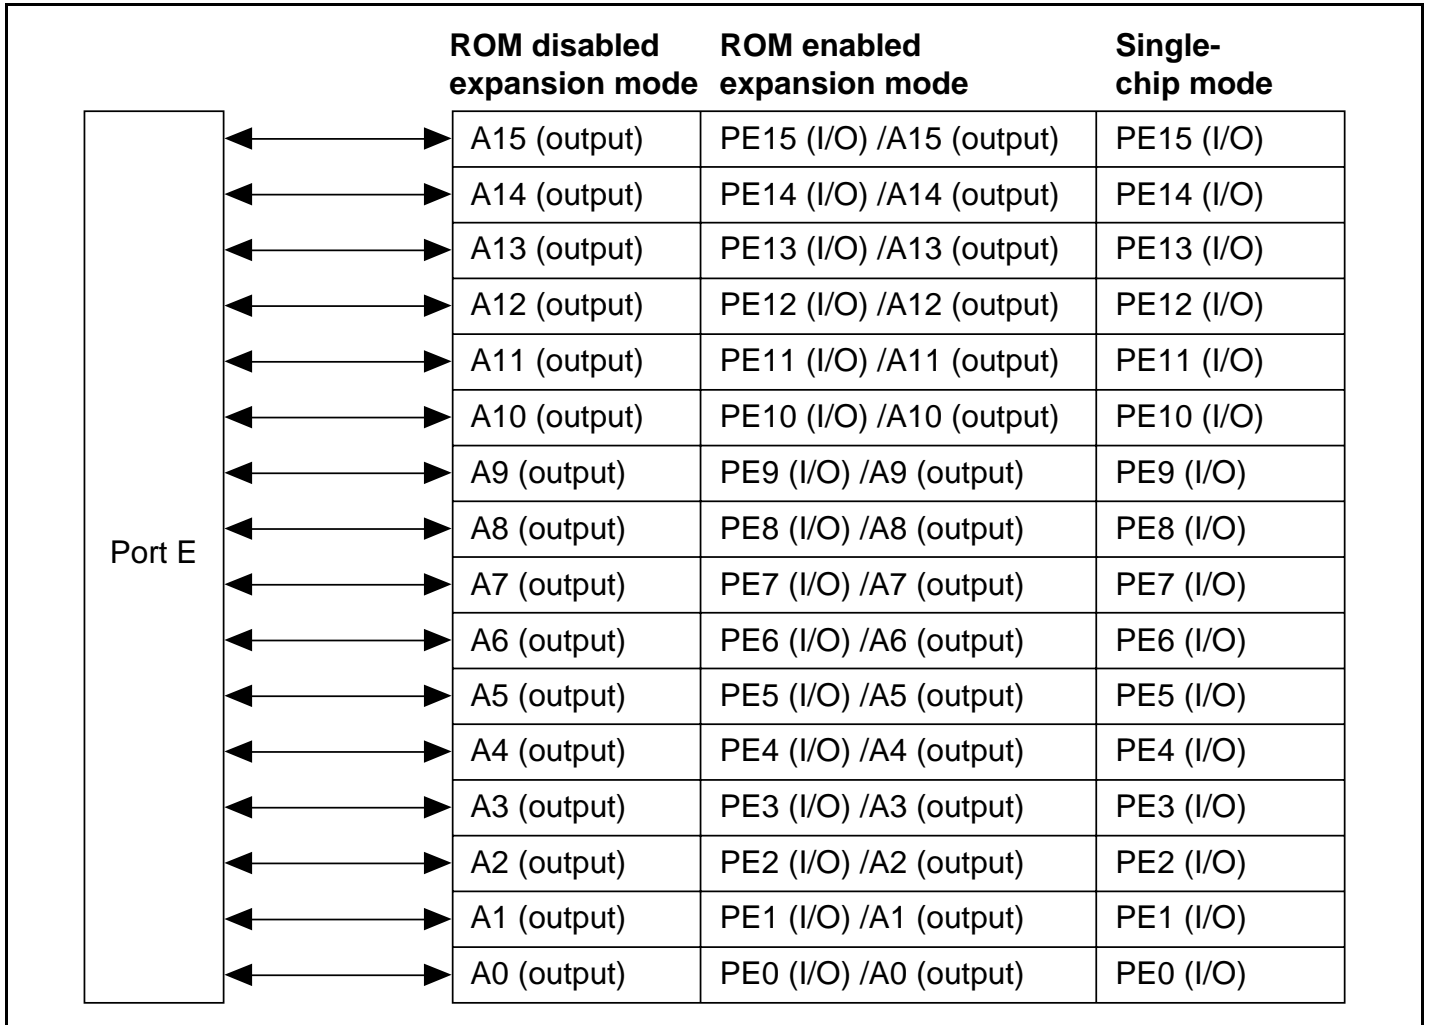 ROM disabled expansion mode ROM enabled expansion mode Single-chip mode
A15 (output) PE15 (I/O) /A15 (output) PE15 (I/O)
A14 (output) PE14 (I/O) /A14 (output) PE14 (I/O)
A13 (output) PE13 (I/O) /A13 (output) PE13 (I/O)
A12 (output) PE12 (I/O) /A12 (output) PE12 (I/O)
A11 (output) PE11 (I/O) /A11 (output) PE11 (I/O)
A10 (output) PE10 (I/O) /A10 (output) PE10 (I/O)
A9 (output) PE9 (I/O) /A9 (output) PE9 (I/O)
A8 (output) PE8 (I/O) /A8 (output) PE8 (I/O)
Port E
A7 (output) PE7 (I/O) /A7 (output) PE7 (I/O)
A6 (output) PE6 (I/O) /A6 (output) PE6 (I/O)
A5 (output) PE5 (I/O) /A5 (output) PE5 (I/O)
A4 (output) PE4 (I/O) /A4 (output) PE4 (I/O)
A3 (output) PE3 (I/O) /A3 (output) PE3 (I/O)
A2 (output) PE2 (I/O) /A2 (output) PE2 (I/O)
A1 (output) PE1 (I/O) /A1 (output) PE1 (I/O)
A0 (output) PE0 (I/O) /A0 (output) PE0 (I/O)